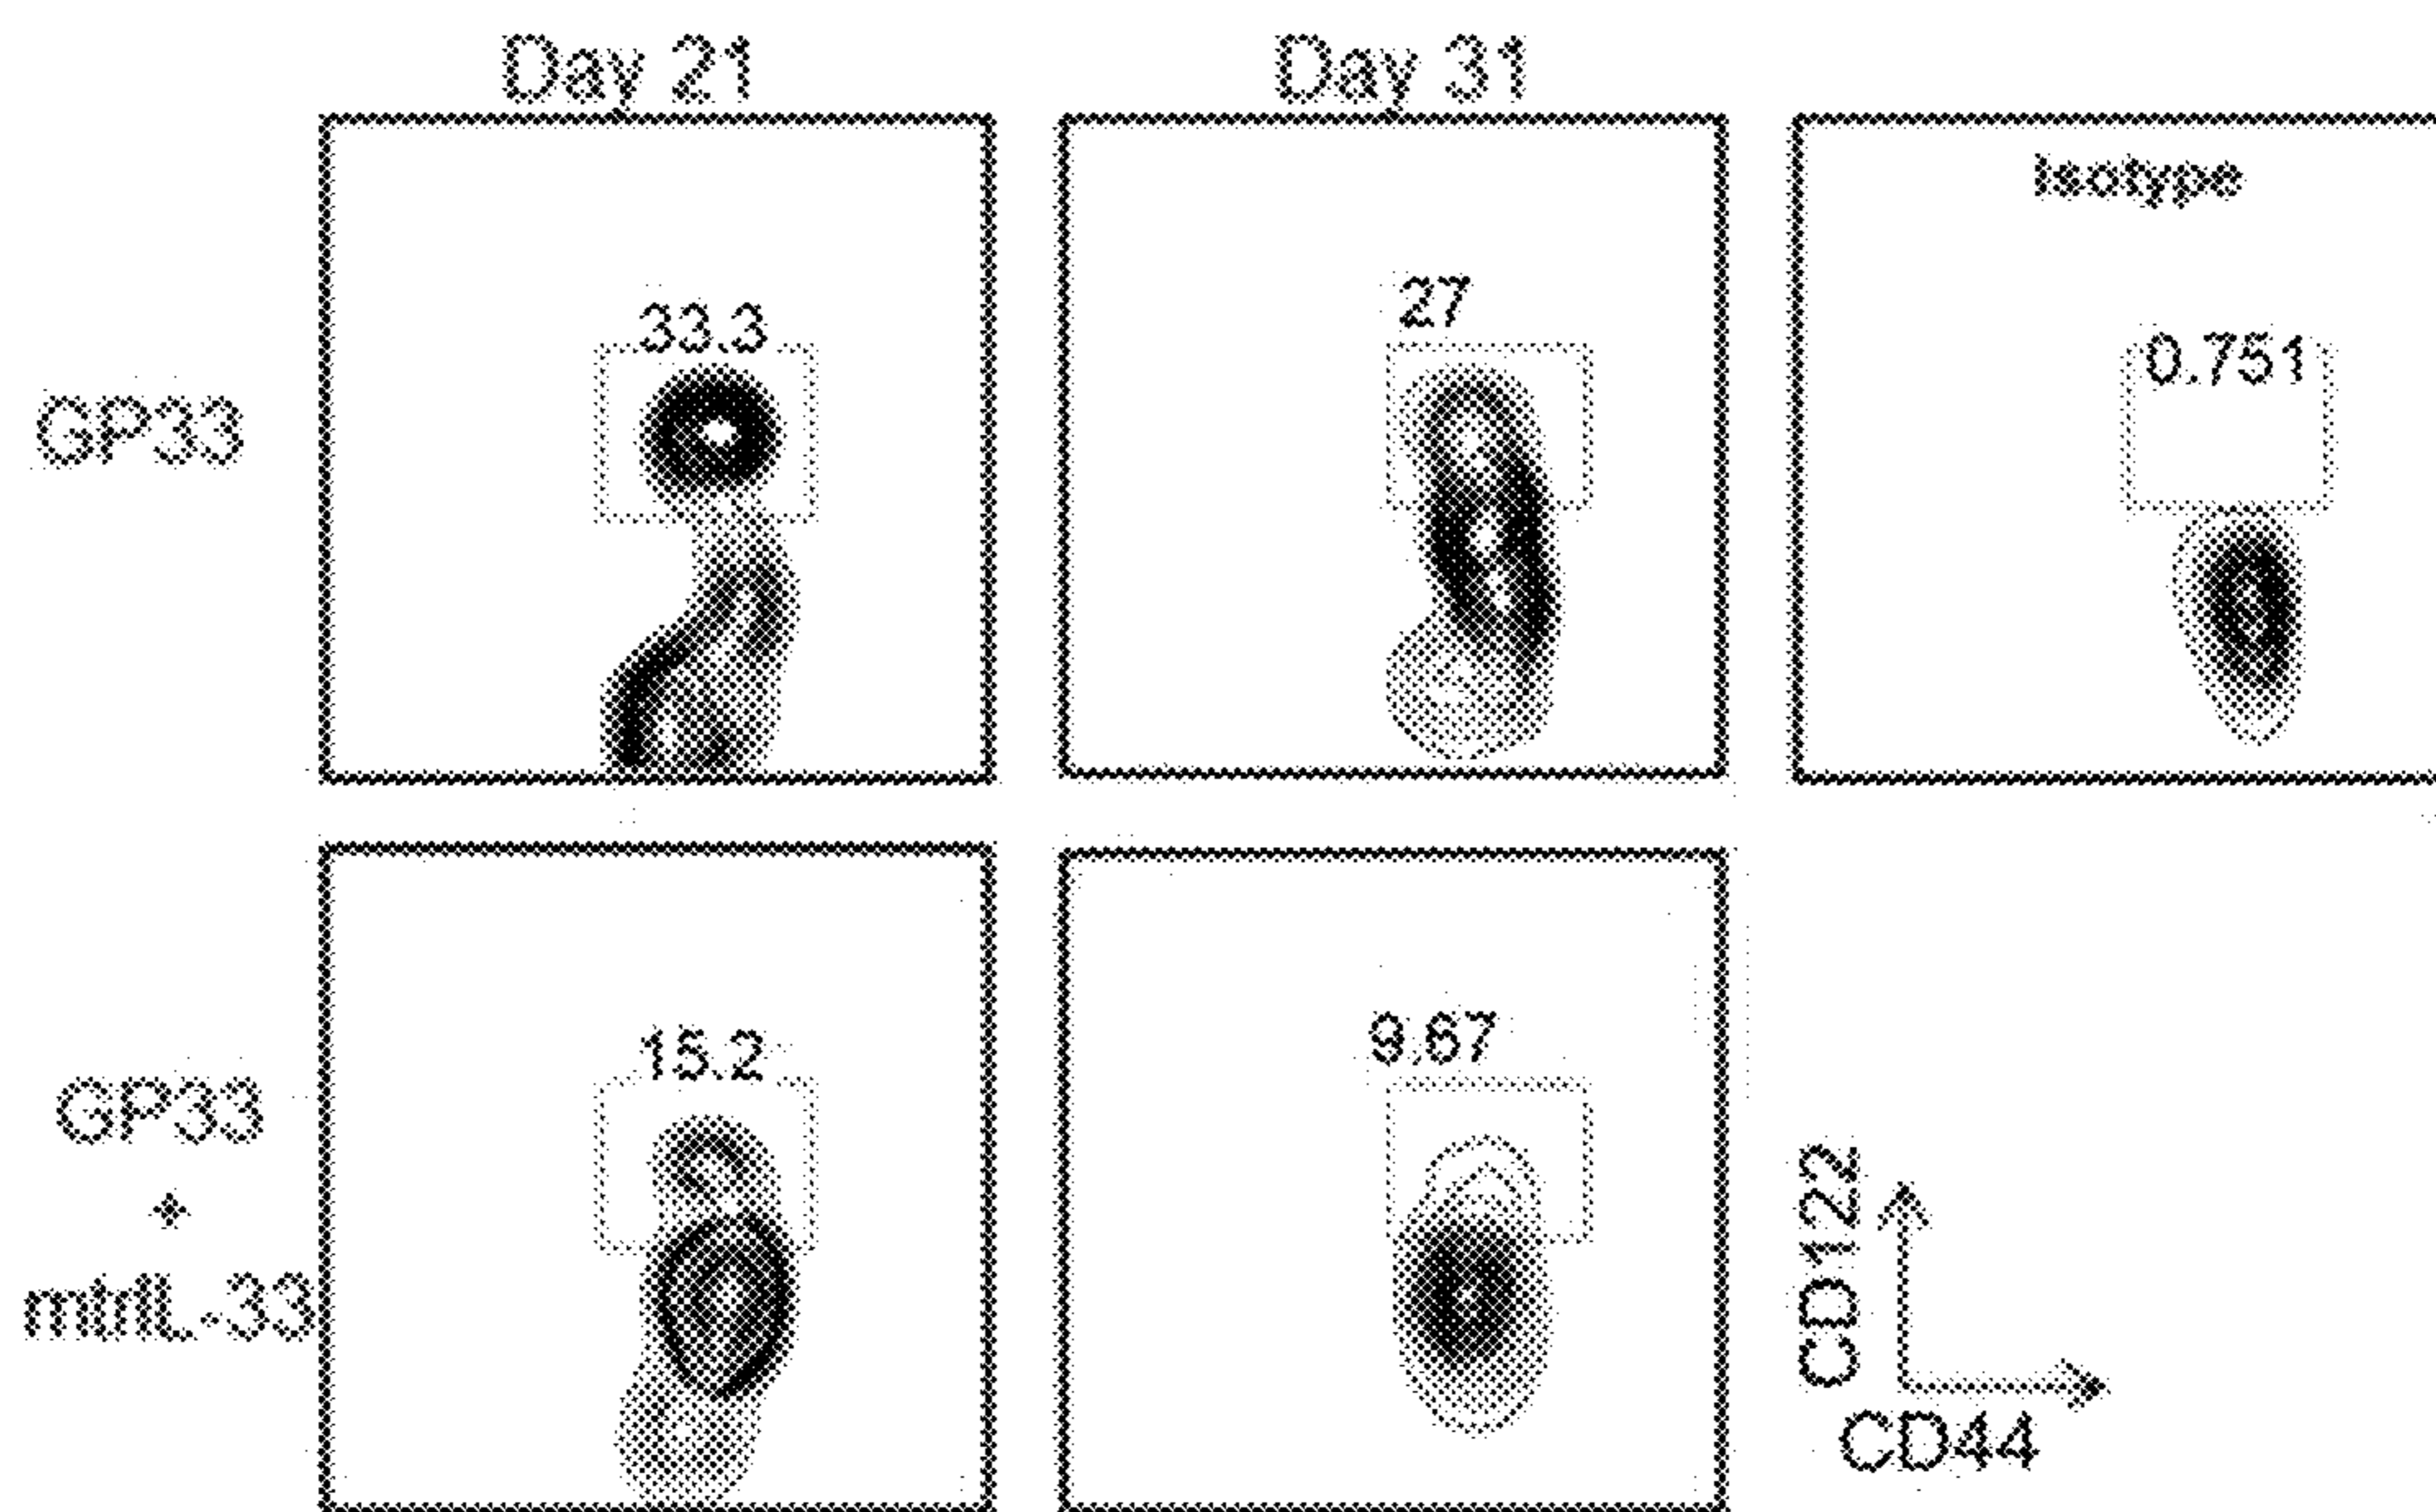 Day 21
Day 31
Isotype
33.3
27
0.751
GP33
15.2
9.67
GP33
+
mtrIL-33
CD122
CD44